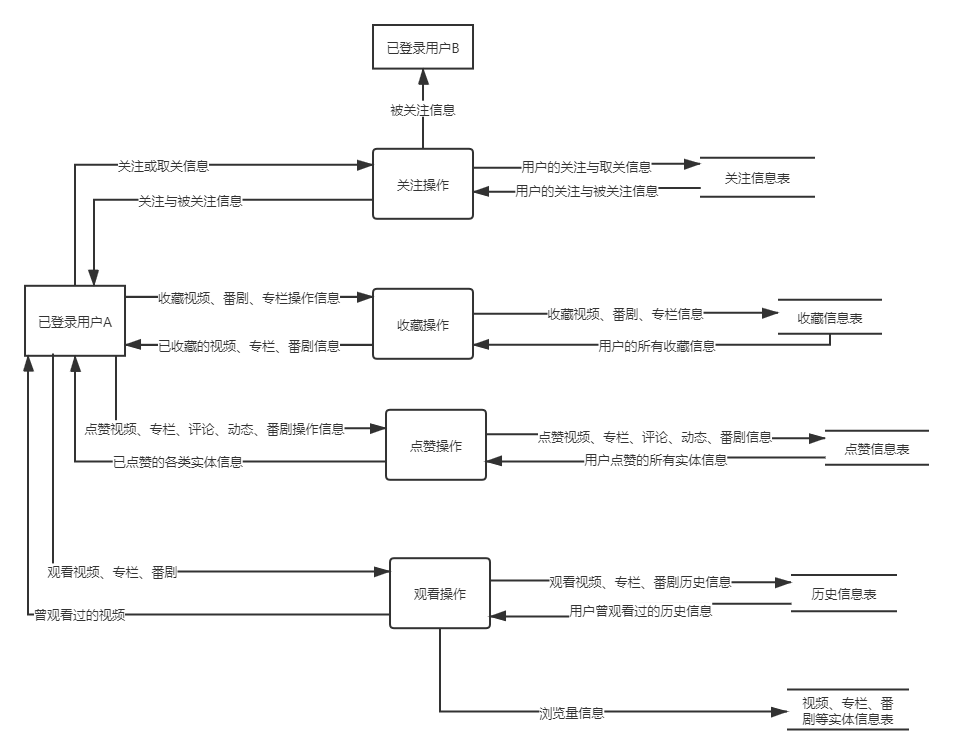 已登录用户B
被关注信息
关注或取关信息
关注与被关注信息
关注操作
用户的关注与取关信息
用户的关注与被关注信息
关注信息表
已登录用户A
收藏视频、番剧、专栏操作信息
已收藏的视频、专栏、番剧信息
收藏操作
收藏视频、番剧、专栏信息
用户的所有收藏信息
收藏信息表
点赞视频、专栏、评论、动态、番剧操作信息
已点赞的各类实体信息
点赞操作
点赞视频、专栏、评论、动态、番剧信息
用户点赞的所有实体信息
点赞信息表
观看视频、专栏、番剧
曾观看过的视频
观看操作
观看视频、专栏、番剧历史信息
用户曾观看过的历史信息
历史信息表
浏览量信息
视频、专栏、番
剧等实体信息表